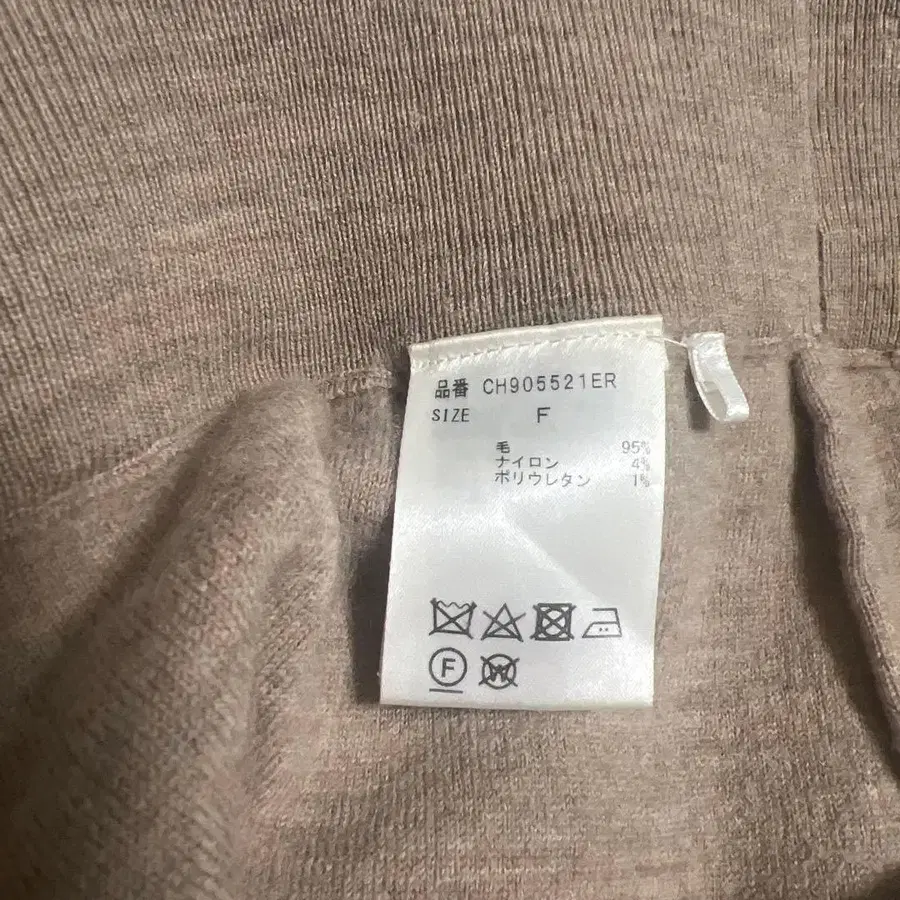 品番 CH905521ER
SIZE F
毛 95%
ナイロン 4%
ポリウレタン 1%
F W